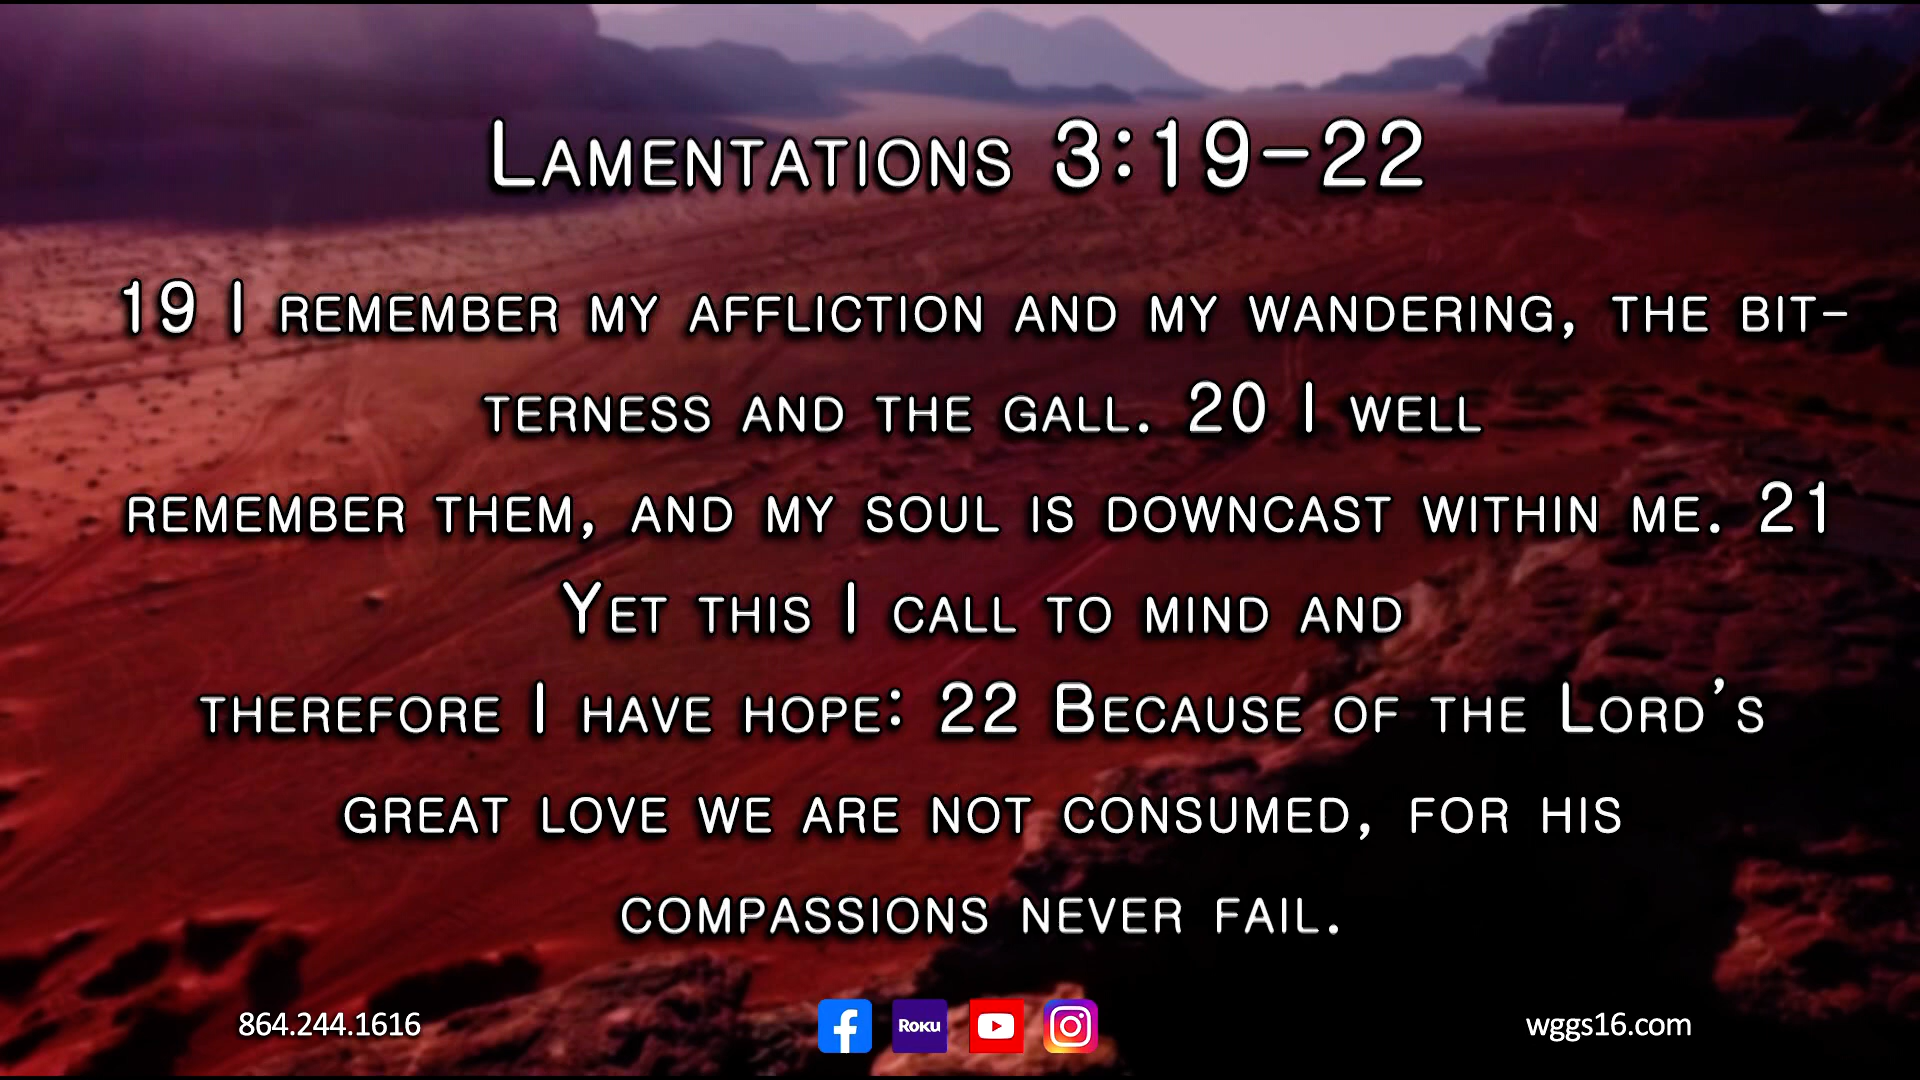 Lamentations 3:19-22
19 I remember my affliction and my wandering, the bit-
terness and the gall. 20 I well
remember them, and my soul is downcast within me. 21
Yet this I call to mind and
therefore I have hope: 22 Because of the Lord's
great love we are not consumed, for his
compassions never fail.
864.244.1616
Roku
wggs16.com